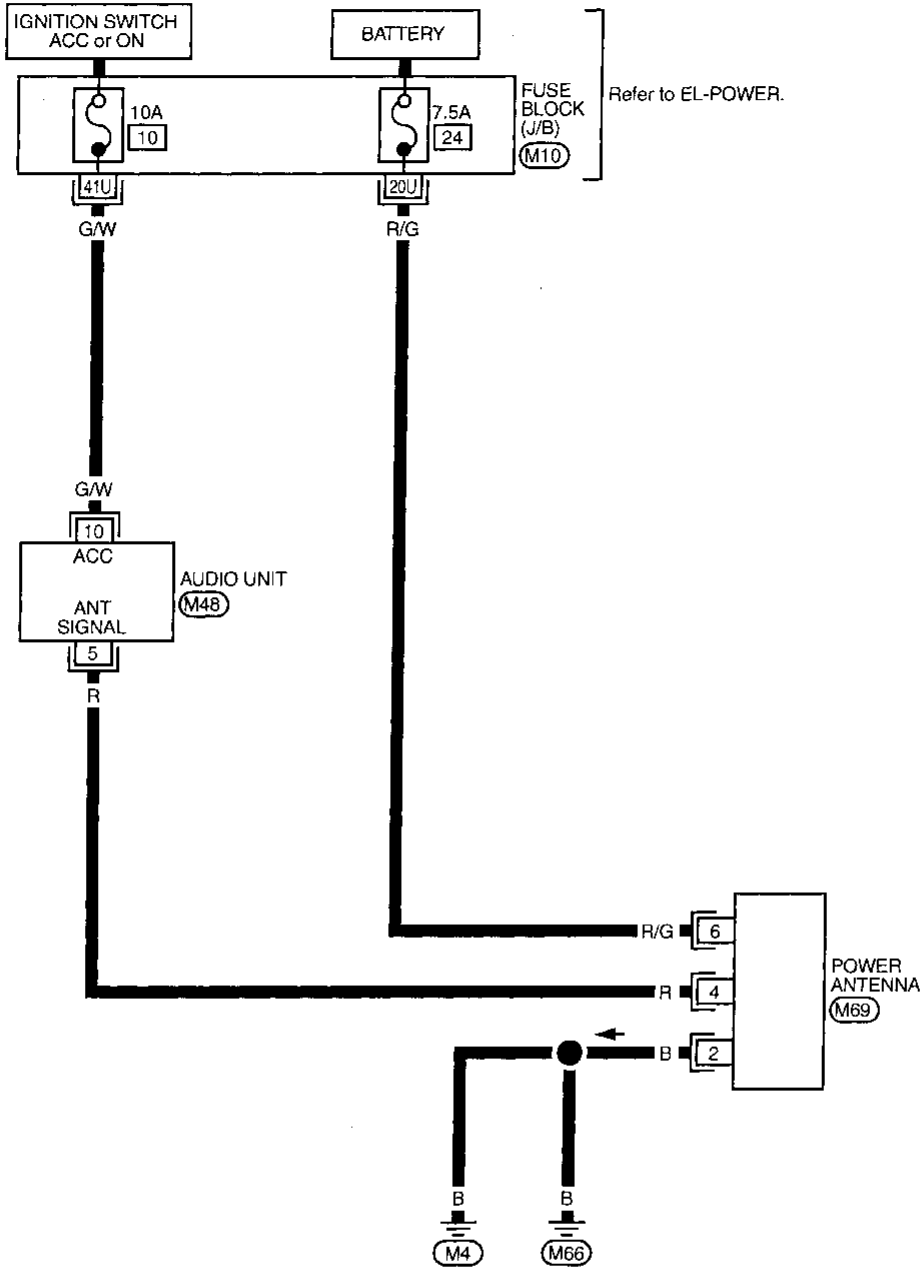 IGNITION SWITCH
ACC or ON
BATTERY
10A
10
7.5A
24
FUSE
BLOCK
(J/B)
M10
Refer to EL-POWER.
41U
20U
G/W
R/G
G/W
10
ACC
ANT
SIGNAL
AUDIO UNIT
M48
5
R
R/G
6
R
4
B
2
POWER
ANTENNA
M69
B
B
M4
M66